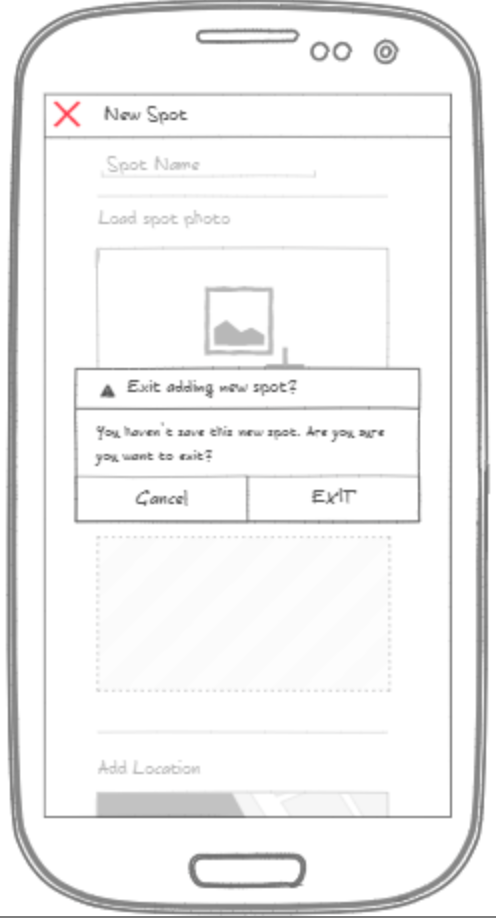 New Spot
Spot Name
Load spot photo
Exit adding new spot?
You haven't save this new spot. Are you sure
you want to exit?
Cancel
EXIT
Add Location